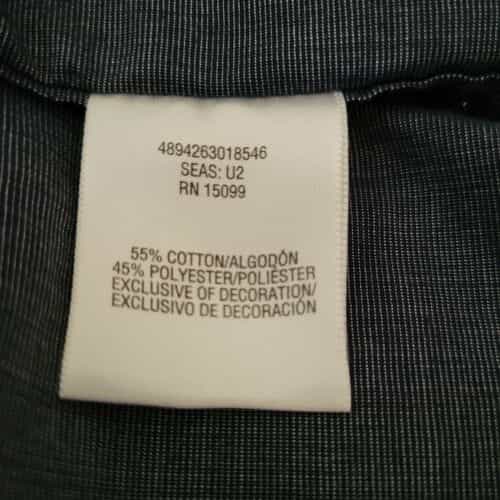 4894263018546
SEAS: U2
RN 15099
55% COTTON/ALGODÓN
45% POLYESTER/POLIÉSTER
EXCLUSIVE OF DECORATION/
EXCLUSIVO DE DECORACIÓN